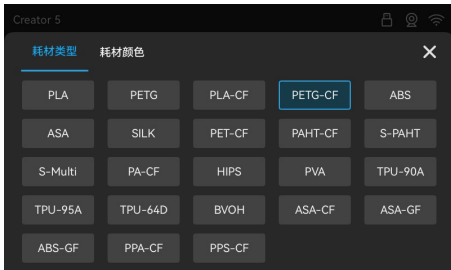 Creator 5
耗材类型 耗材颜色
PLA PETG PLA-CF PETG-CF ABS
ASA SILK PET-CF PAHT-CF S-PAHT
S-Multi PA-CF HIPS PVA TPU-90A
TPU-95A TPU-64D BVOH ASA-CF ASA-GF
ABS-GF PPA-CF PPS-CF